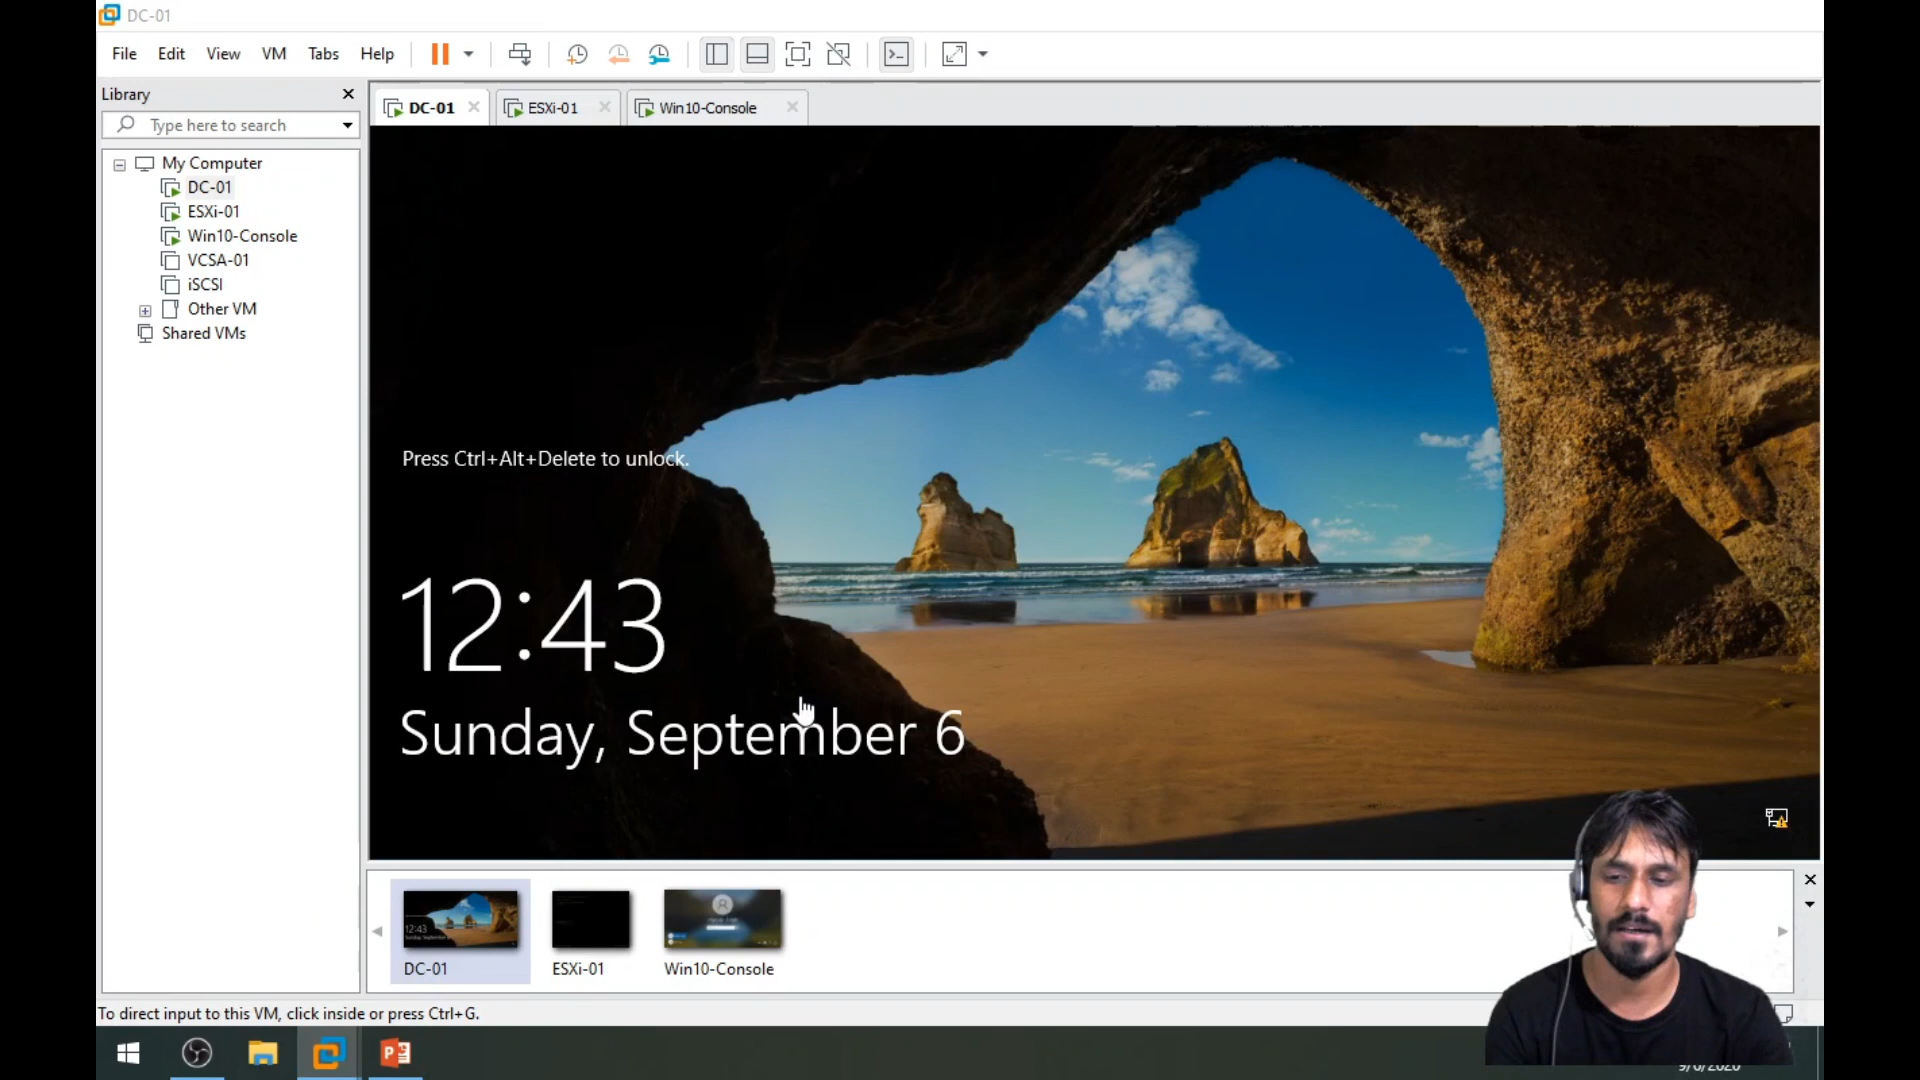 DC-01
File Edit View VM Tabs Help
Library
Type here to search
My Computer
DC-01
ESXi-01
Win10-Console
VCSA-01
iSCSI
Other VM
Shared VMs
DC-01
ESXi-01
Win10-Console
Press Ctrl+Alt+Delete to unlock.
12:43
Sunday, September 6
12:43
DC-01
ESXi-01
Win10-Console
To direct input to this VM, click inside or press Ctrl+G.